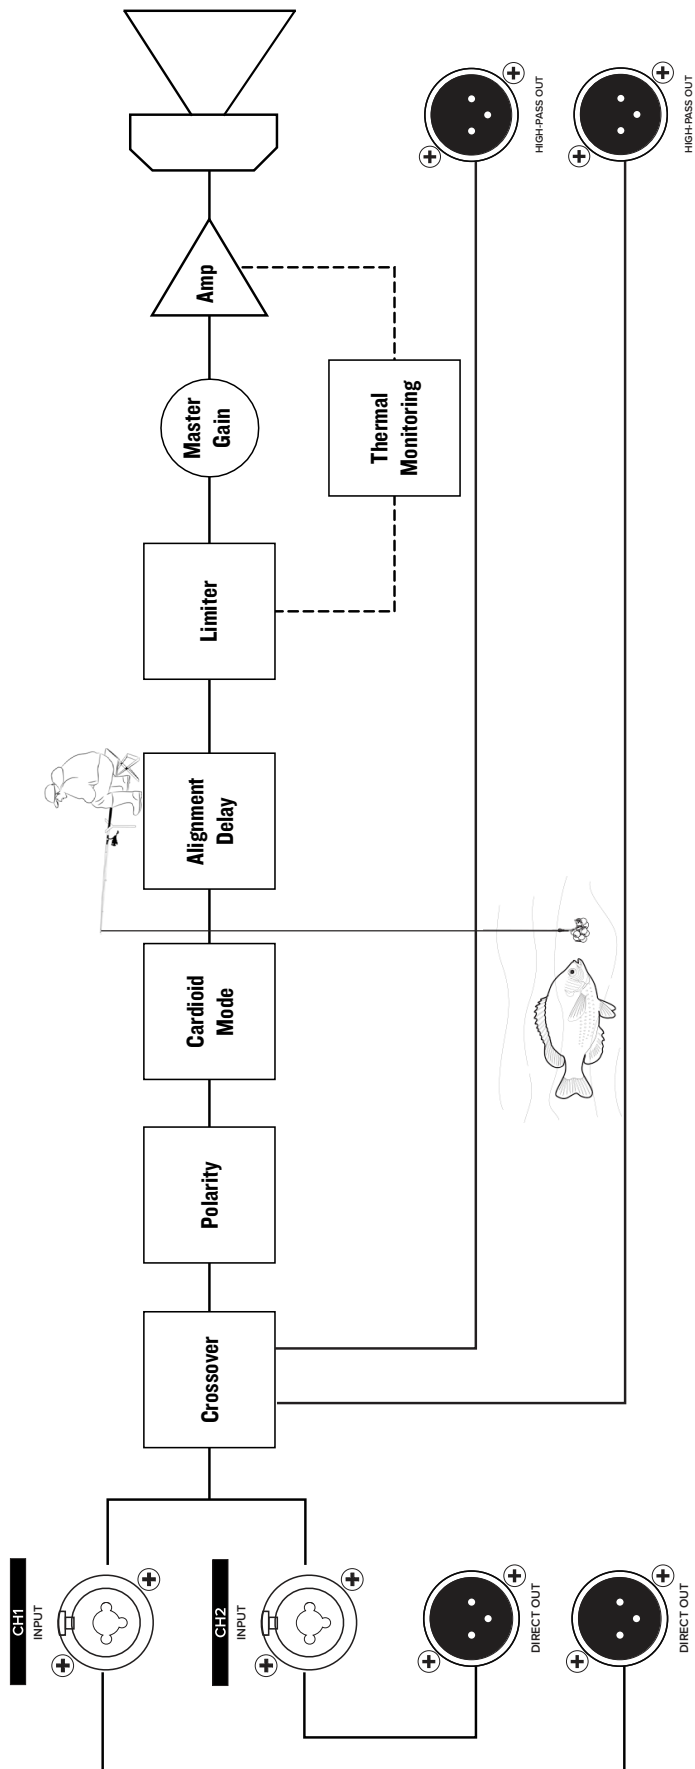 CH1
INPUT
CH2
INPUT
DIRECT OUT
DIRECT OUT
Crossover
Polarity
Cardioid
Mode
Alignment
Delay
Limiter
Thermal
Monitoring
Master
Gain
Amp
HIGH-PASS OUT
HIGH-PASS OUT